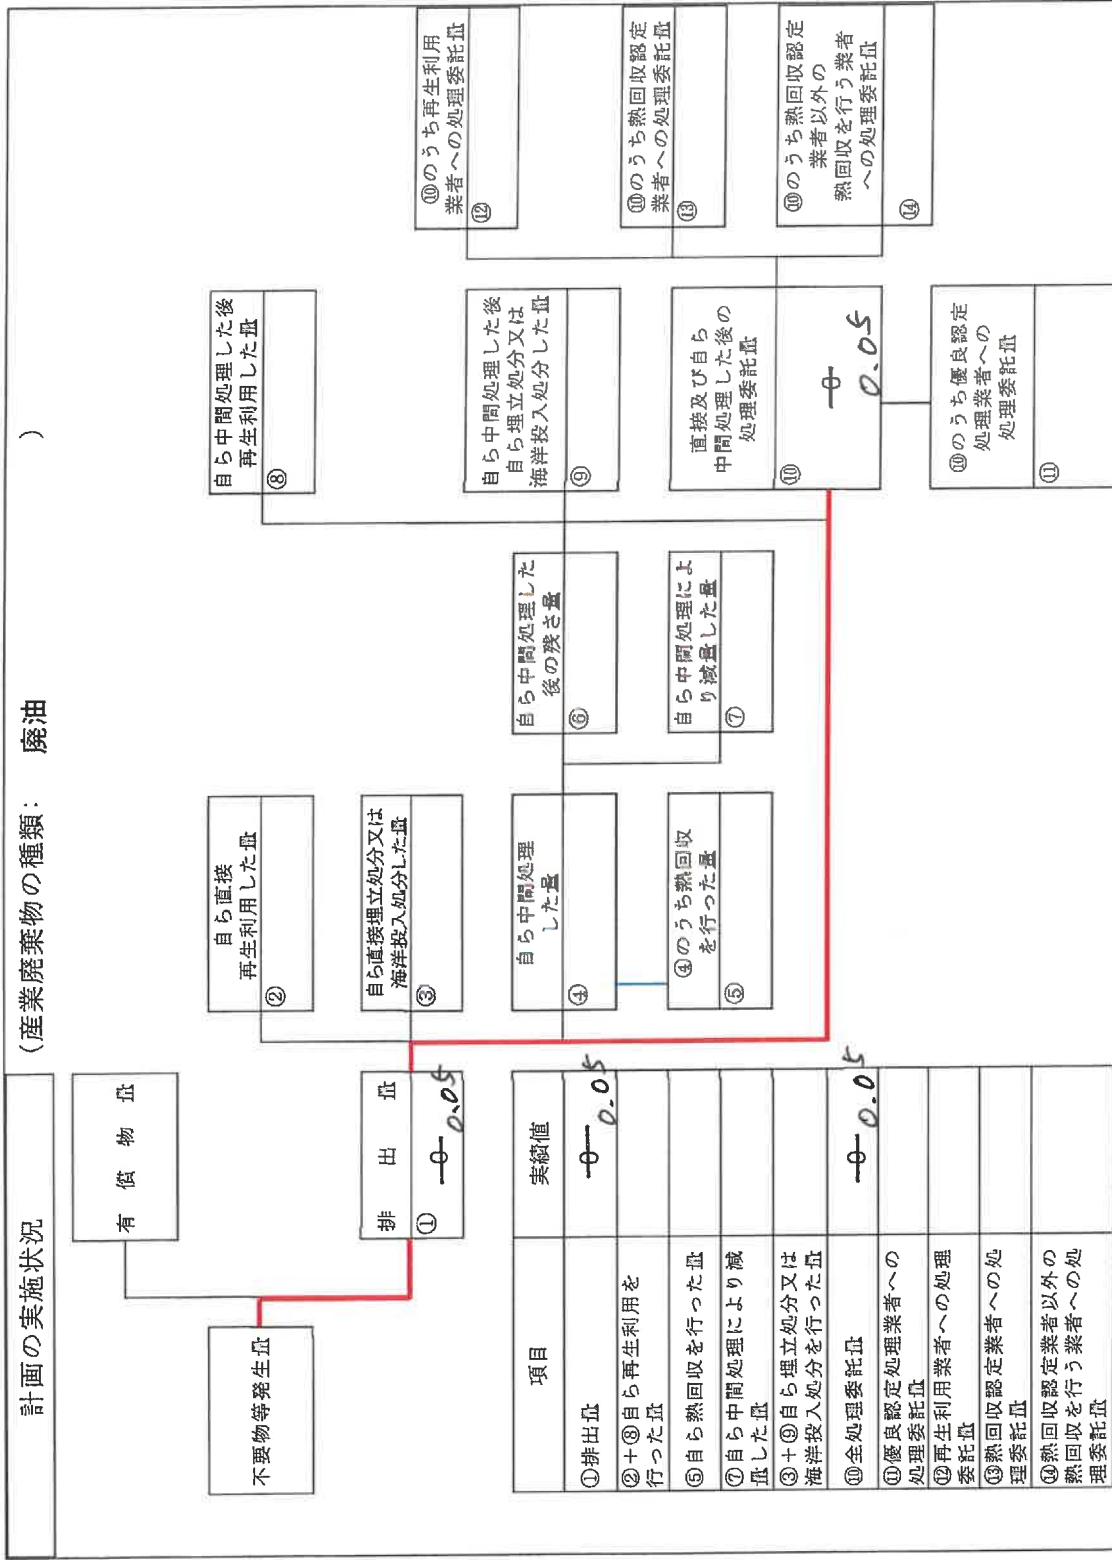 計画の実施状況
(産業廃棄物の種類: 廃油 )
有償物量
不要物等発生量
排出量
①
0
0.05
自ら直接
再生利用した量
②
自ら直接埋立処分又は
海洋投入処分した量
③
自ら中間処理
した量
④
④のうち熱回収
を行った量
⑤
自ら中間処理した
後の残さ量
⑥
自ら中間処理によ
り減量した量
⑦
自ら中間処理した後
再生利用した量
⑧
自ら中間処理した後
自ら埋立処分又は
海洋投入処分した量
⑨
直接及び自ら
中間処理した後の
処理委託量
⑩
0
0.05
⑩のうち優良認定
処理業者への
処理委託量
⑪
⑩のうち再生利用
業者への処理委託量
⑫
⑩のうち熱回収認定
業者への処理委託量
⑬
⑩のうち熱回収認定
業者以外の
熱回収を行う業者
への処理委託量
⑭
項目 実績値
①排出量 0 0.05
②+⑧自ら再生利用を
行った量
⑤自ら熱回収を行った量
⑦自ら中間処理により減
量した量
③+⑨自ら埋立処分又は
海洋投入処分を行った量
⑩全処理委託量 0 0.05
⑪優良認定処理業者への
処理委託量
⑫再生利用業者への処理
委託量
⑬熱回収認定業者への処
理委託量
⑭熱回収認定業者以外の
熱回収を行う業者への処
理委託量